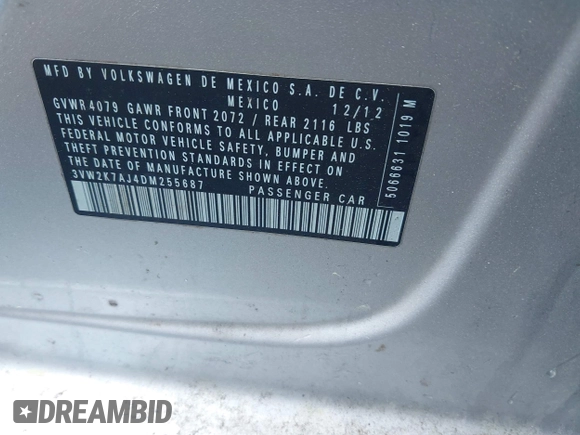 MFD BY VOLKSWAGEN DE MEXICO S.A. DE C.V.
MEXICO 12/12
GVWR 4079 GAWR FRONT 2072 / REAR 2116 LBS
THIS VEHICLE CONFORMS TO ALL APPLICABLE U.S.
FEDERAL MOTOR VEHICLE SAFETY, BUMPER AND
THEFT PREVENTION STANDARDS IN EFFECT ON
THE DATE OF MANUFACTURE SHOWN ABOVE.
3VW2K7AJ4DM255687 PASSENGER CAR
5066631 1019 M
DREAMBID